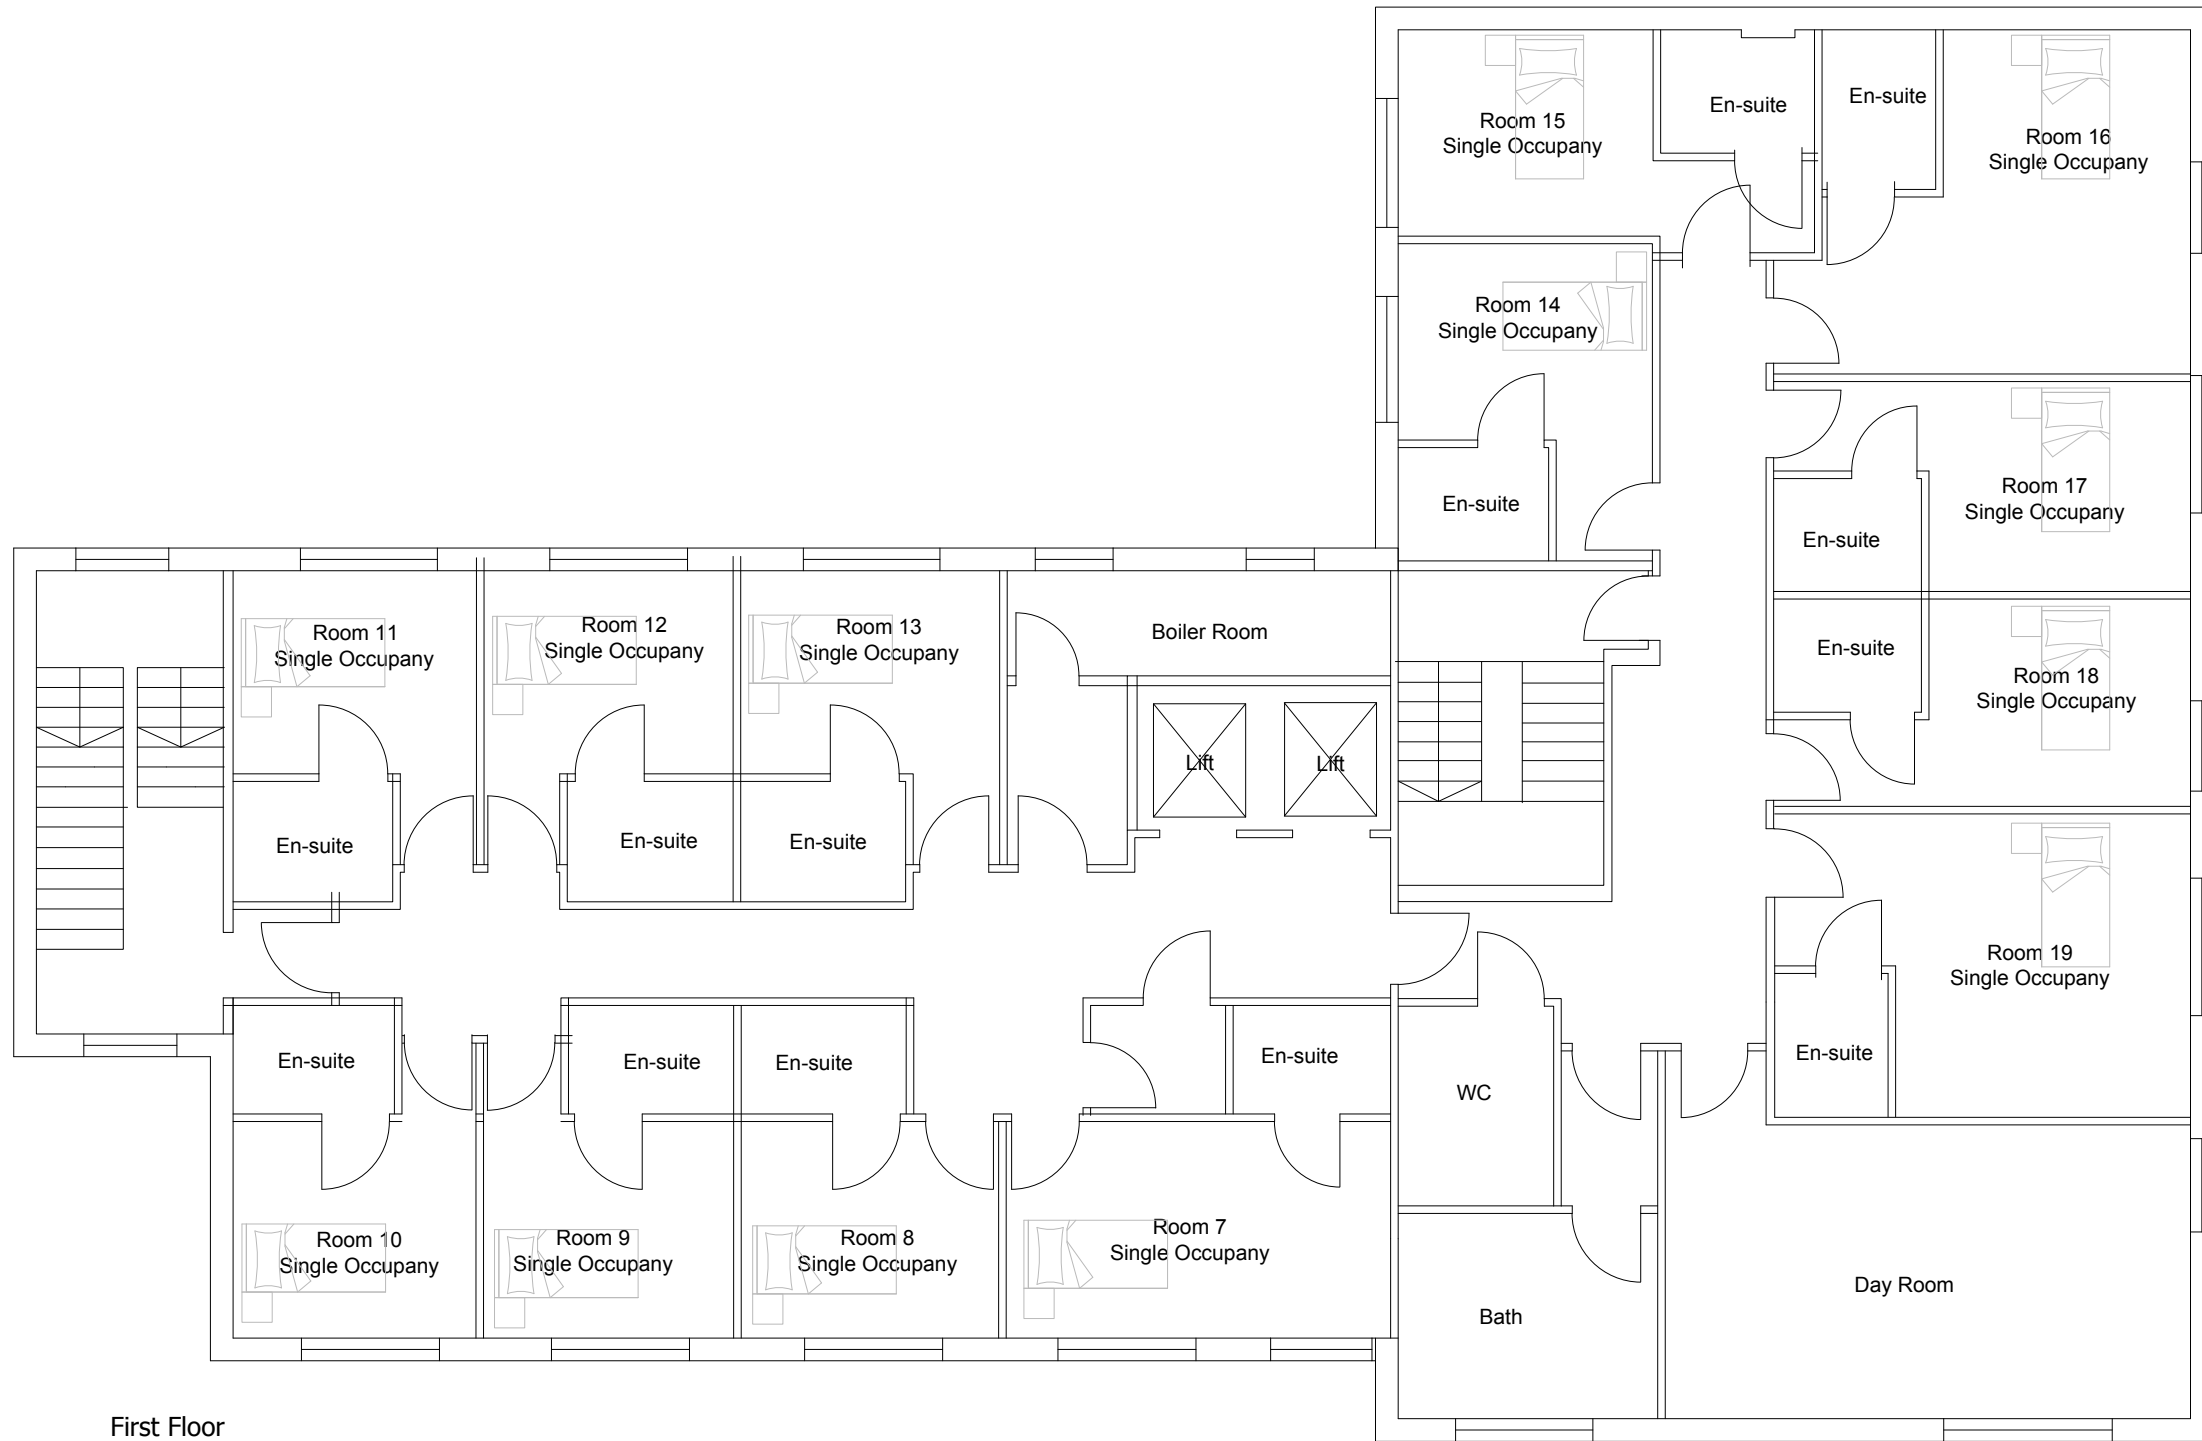 En-suite
En-suite
Room 15
Single Occupany
Room 16
Single Occupany
Room 14
Single Occupany
En-suite
Room 17
Single Occupany
En-suite
Room 11
Single Occupany
Room 12
Single Occupany
Room 13
Single Occupany
Boiler Room
En-suite
Room 18
Single Occupany
Lift
Lift
En-suite
En-suite
En-suite
Room 19
Single Occupany
En-suite
En-suite
En-suite
En-suite
En-suite
WC
Room 10
Single Occupany
Room 9
Single Occupany
Room 8
Single Occupany
Room 7
Single Occupany
Day Room
Bath
First Floor